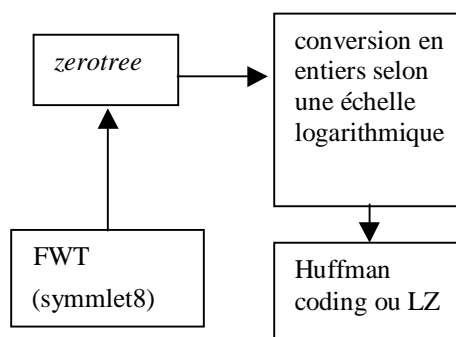 zerotree
conversion en
entiers selon
une échelle
logarithmique
FWT
(symmlet8)
Huffman
coding ou LZ